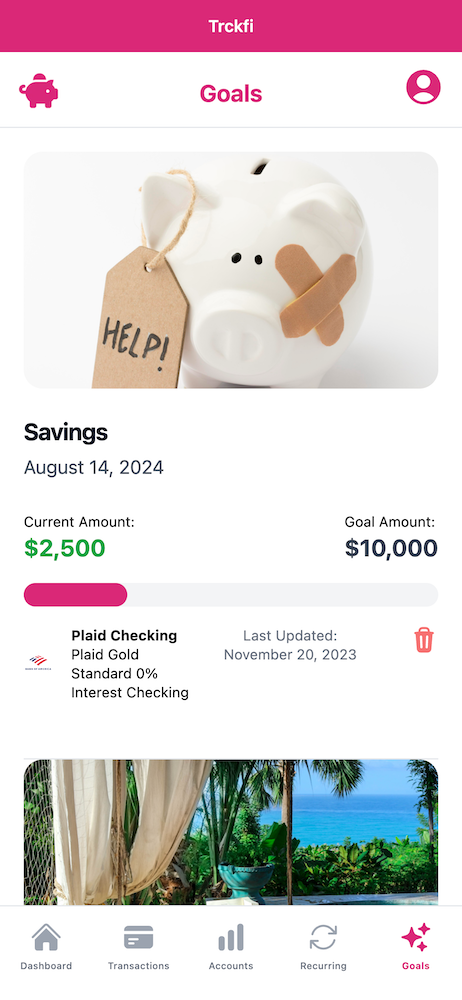 Trckfi
Goals
HELP!
Savings
August 14, 2024
Current Amount:
Goal Amount:
$2,500
$10,000
Plaid Checking
Plaid Gold
Standard 0%
Interest Checking
Last Updated:
November 20, 2023
Dashboard
Transactions
Accounts
Recurring
Goals